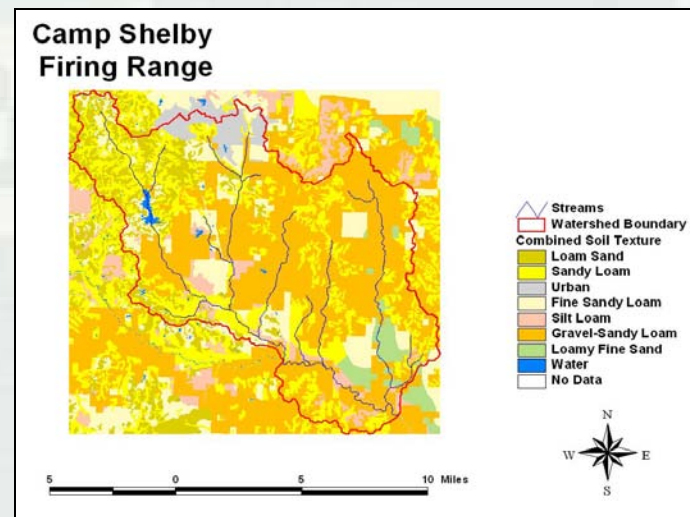 Camp Shelby
Firing Range
Streams
Watershed Boundary
Combined Soil Texture
Loam Sand
Sandy Loam
Urban
Fine Sandy Loam
Silt Loam
Gravel-Sandy Loam
Loamy Fine Sand
Water
No Data
N
W E
S
5 0 5 10 Miles